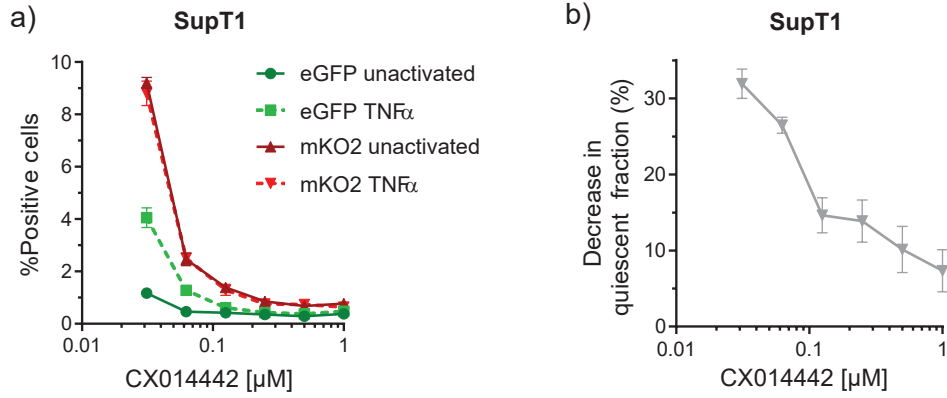 a)
SupT1
%Positive cells
10
8
6
4
2
0
0.01
0.1
1
CX014442 [µM]
eGFP unactivated
eGFP TNFα
mKO2 unactivated
mKO2 TNFα
b)
SupT1
Decrease in
quiescent fraction (%)
30
20
10
0
0.01
0.1
1
CX014442 [µM]